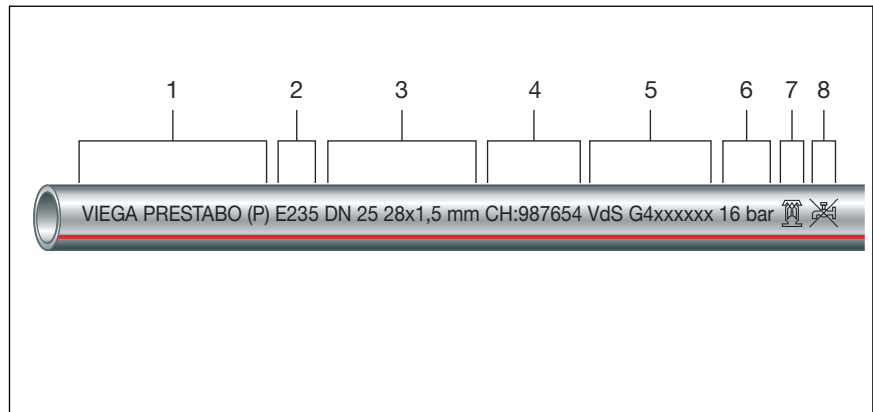 1 2 3 4 5 6 7 8
VIEGA PRESTABO (P) E235 DN 25 28x1,5 mm CH:987654 VdS G4xxxxxx 16 bar